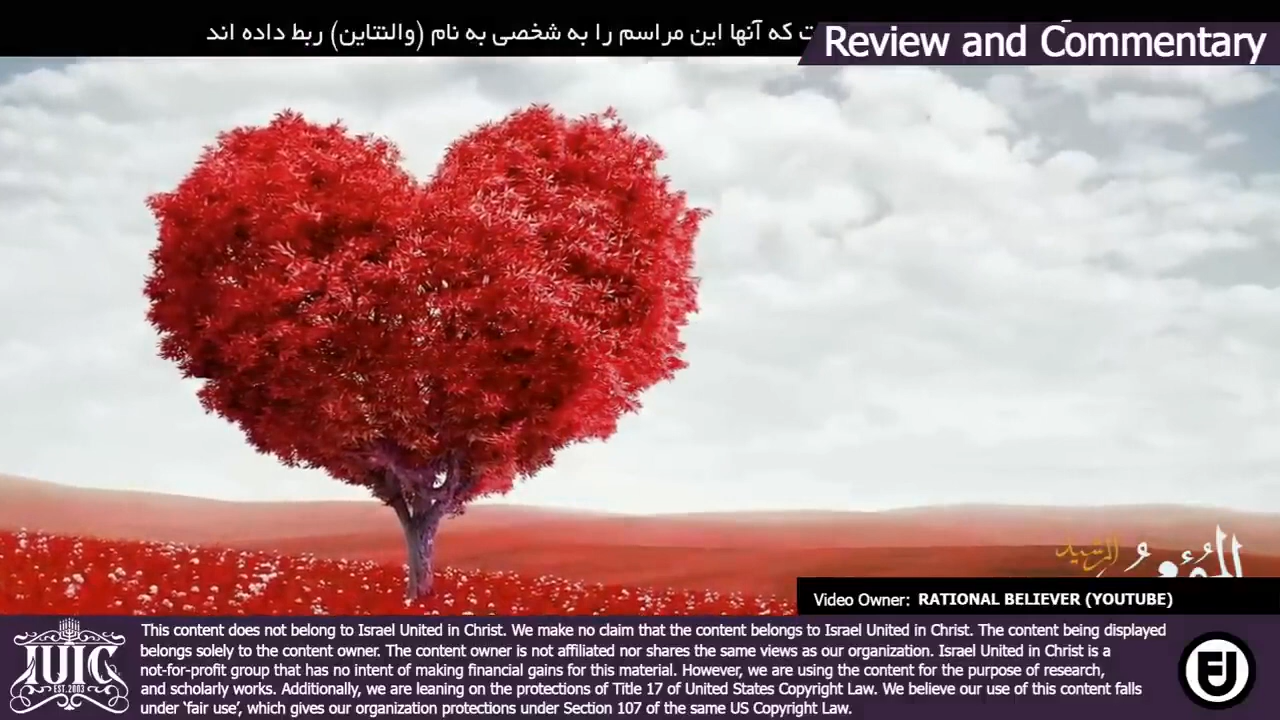 ت که آنها این مراسم را به شخصی به نام (والنتاین) ربط داده اند
Review and Commentary
المؤمن
الرشيد
Video Owner: RATIONAL BELIEVER (YOUTUBE)
IUIC
EST.2003
This content does not belong to Israel United in Christ. We make no claim that the content belongs to Israel United in Christ. The content being displayed
belongs solely to the content owner. The content owner is not affiliated nor shares the same views as our organization. Israel United in Christ is a
not-for-profit group that has no intent of making financial gains for this material. However, we are using the content for the purpose of research,
and scholarly works. Additionally, we are leaning on the protections of Title 17 of United States Copyright Law. We believe our use of this content falls
under ‘fair use’, which gives our organization protections under Section 107 of the same US Copyright Law.